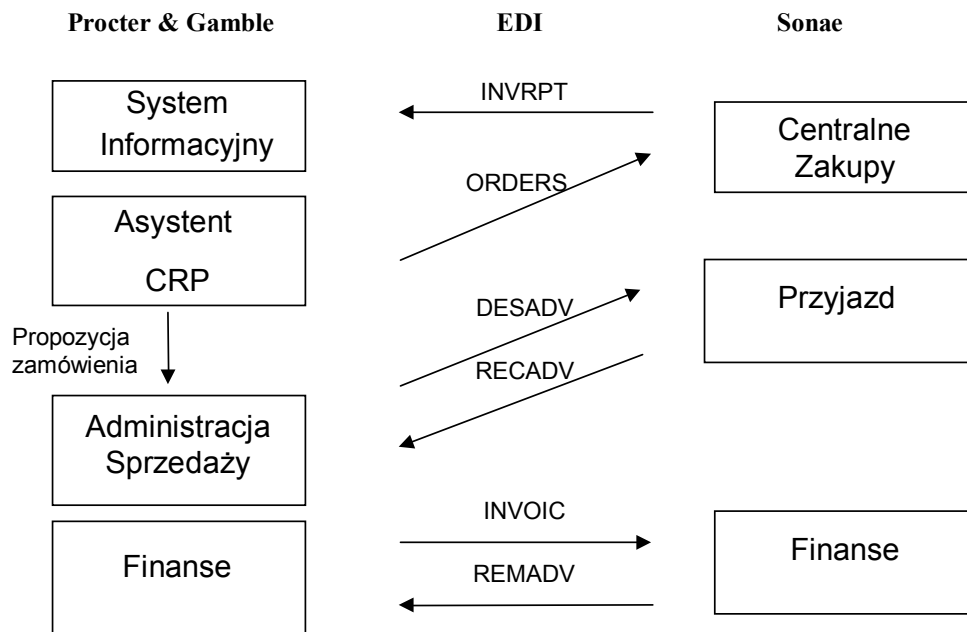 Procter & Gamble
EDI
Sonae
System
Informacyjny
INVRPT
Centralne
Zakupy
ORDERS
Asystent
CRP
Przyjazd
DESADV
Propozycja
zamówienia
RECADV
Administracja
Sprzedaży
INVOIC
Finanse
Finanse
REMADV